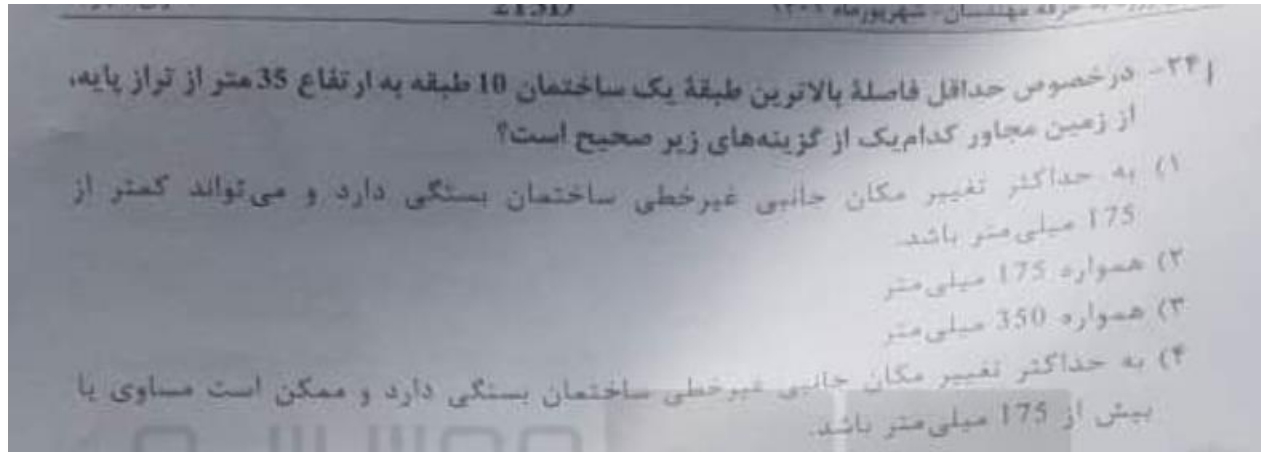 213D
۳۴- درخصوص حداقل فاصلهٔ بالاترین طبقهٔ یک ساختمان 10 طبقه به ارتفاع 35 متر از تراز پایه،
از زمین مجاور کدام‌یک از گزینه‌های زیر صحیح است؟
۱) به حداکثر تغییر مکان جانبی غیرخطی ساختمان بستگی دارد و می‌تواند کمتر از
175 میلی‌متر باشد.
۲) همواره 175 میلی‌متر
۳) همواره 350 میلی‌متر
۴) به حداکثر تغییر مکان جانبی غیرخطی ساختمان بستگی دارد و ممکن است مساوی یا
بیش از 175 میلی‌متر باشد.